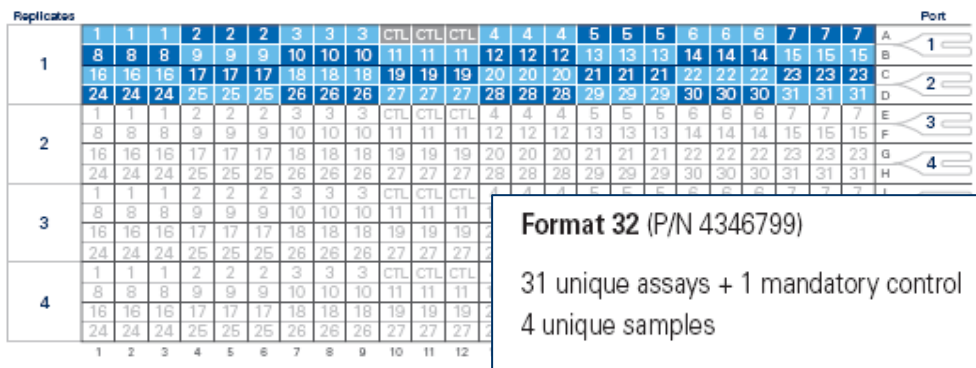 Replicates Port
1 1 1 2 2 2 3 3 3 CTL CTL CTL 4 4 4 5 5 5 6 6 6 7 7 7 A
1
8 8 8 9 9 9 10 10 10 11 11 11 12 12 12 13 13 13 14 14 14 15 15 15 B
1
16 16 16 17 17 17 18 18 18 19 19 19 20 20 20 21 21 21 22 22 22 23 23 23 C
2
24 24 24 25 25 25 26 26 26 27 27 27 28 28 28 29 29 29 30 30 30 31 31 31 D
1 1 1 2 2 2 3 3 3 CTL CTL CTL 4 4 4 5 5 5 6 6 6 7 7 7 E
3
8 8 8 9 9 9 10 10 10 11 11 11 12 12 12 13 13 13 14 14 14 15 15 15 F
2
16 16 16 17 17 17 18 18 18 19 19 19 20 20 20 21 21 21 22 22 22 23 23 23 G
4
24 24 24 25 25 25 26 26 26 27 27 27 28 28 28 29 29 29 30 30 30 31 31 31 H
1 1 1 2 2 2 3 3 3 CTL CTL CTL
8 8 8 9 9 9 10 10 10 11 11 11
3
16 16 16 17 17 17 18 18 18 19 19 19
24 24 24 25 25 25 26 26 26 27 27 27
1 1 1 2 2 2 3 3 3 CTL CTL CTL
8 8 8 9 9 9 10 10 10 11 11 11
4
16 16 16 17 17 17 18 18 18 19 19 19
24 24 24 25 25 25 26 26 26 27 27 27
1 2 3 4 5 6 7 8 9 10 11 12
Format 32 (P/N 4346799)
31 unique assays + 1 mandatory control
4 unique samples